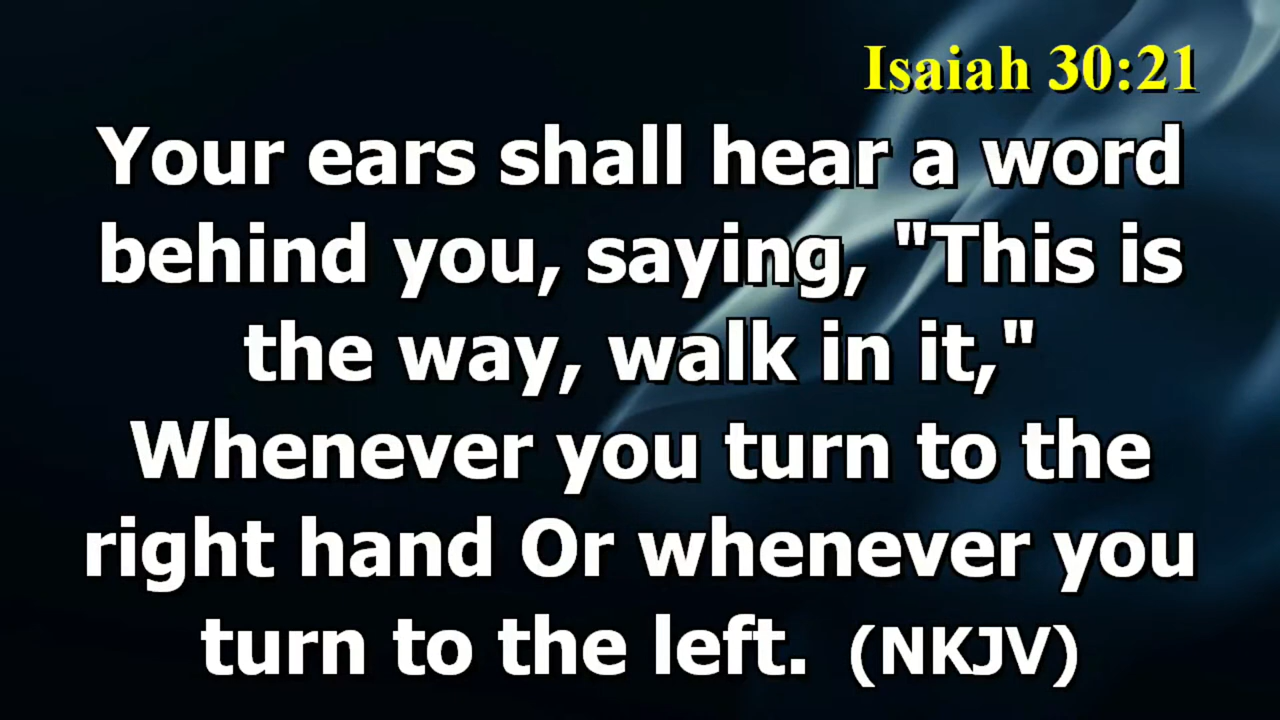 Isaiah 30:21
Your ears shall hear a word
behind you, saying, "This is
the way, walk in it,"
Whenever you turn to the
right hand Or whenever you
turn to the left. (NKJV)